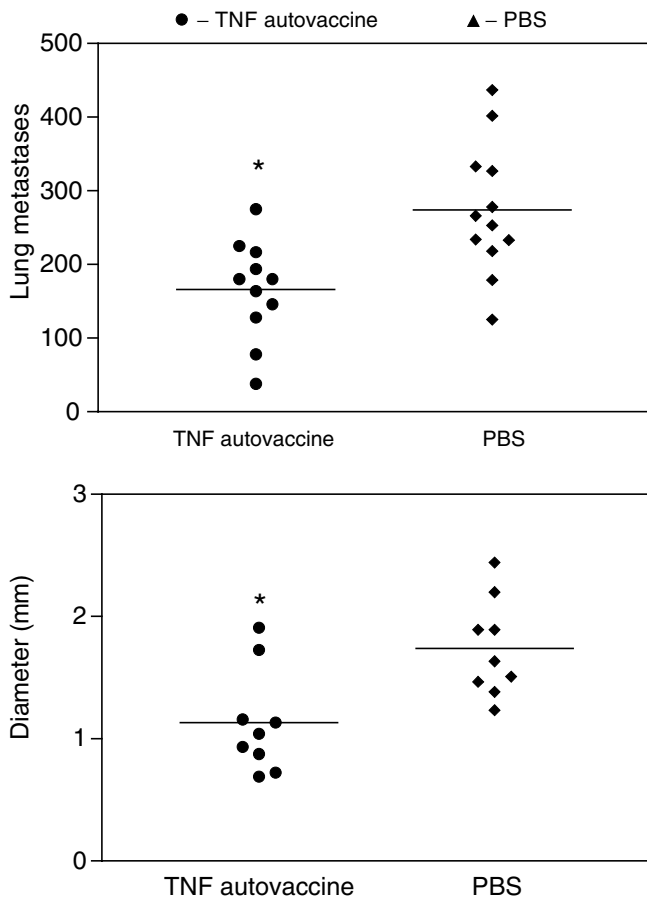 ● – TNF autovaccine ▲ – PBS
500
400
300
200
100
0
Lung metastases
*
TNF autovaccine PBS
3
2
1
0
Diameter (mm)
*
TNF autovaccine PBS